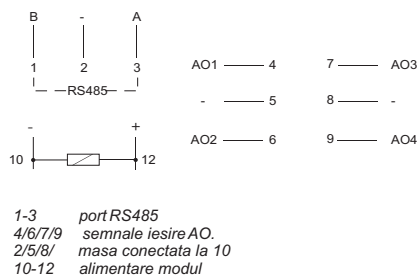 B - A
1 2 3
RS485
- +
10 12
AO1 4 7 AO3
- 5 8 -
AO2 6 9 AO4
1-3 port RS485
4/6/7/9 semnale iesire AO.
2/5/8/ masa conectata la 10
10-12 alimentare modul